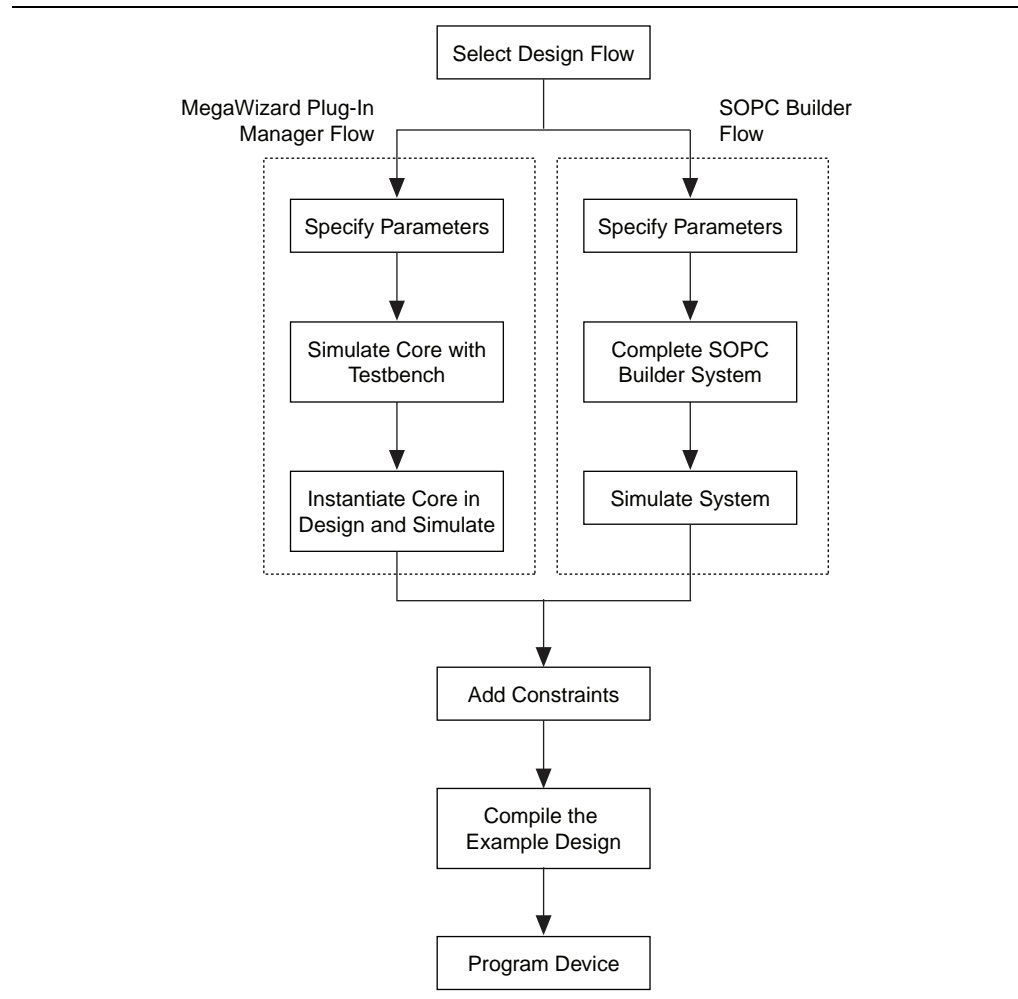 Select Design Flow
MegaWizard Plug-In
Manager Flow
SOPC Builder
Flow
Specify Parameters
Specify Parameters
Simulate Core with
Testbench
Complete SOPC
Builder System
Instantiate Core in
Design and Simulate
Simulate System
Add Constraints
Compile the
Example Design
Program Device